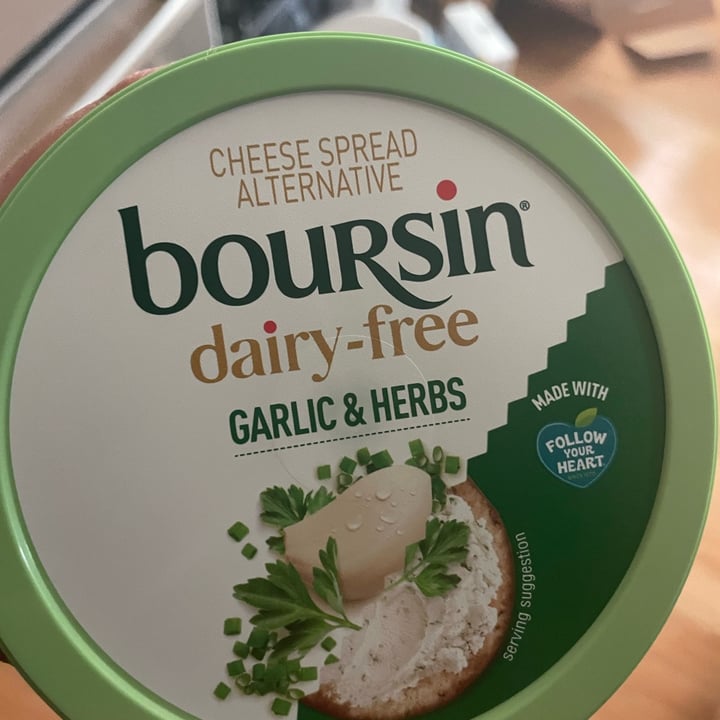 CHEESE SPREAD
ALTERNATIVE
boursin®
dairy-free
GARLIC & HERBS
MADE WITH
FOLLOW
YOUR
HEART
serving suggestion